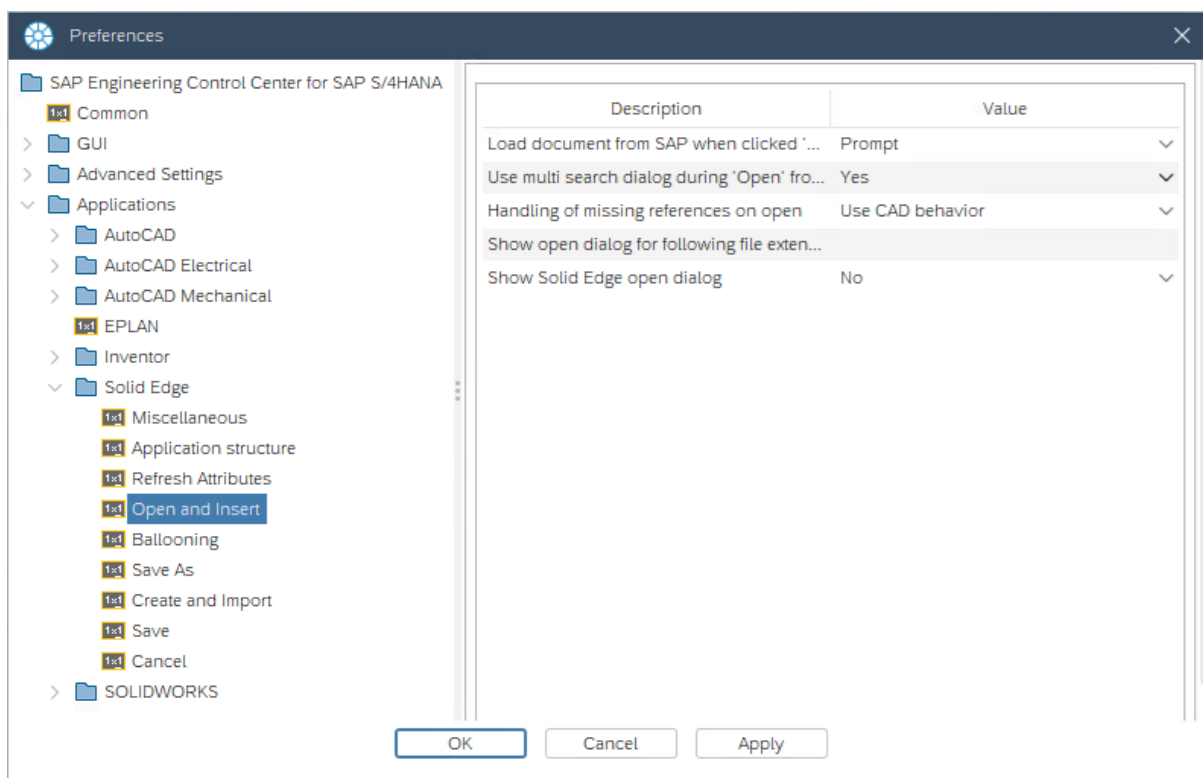 Preferences
SAP Engineering Control Center for SAP S/4HANA
Common
GUI
Advanced Settings
Applications
AutoCAD
AutoCAD Electrical
AutoCAD Mechanical
EPLAN
Inventor
Solid Edge
Miscellaneous
Application structure
Refresh Attributes
Open and Insert
Ballooning
Save As
Create and Import
Save
Cancel
SOLIDWORKS
Description Value
Load document from SAP when clicked '... Prompt
Use multi search dialog during 'Open' fro... Yes
Handling of missing references on open Use CAD behavior
Show open dialog for following file exten...
Show Solid Edge open dialog No
OK Cancel Apply